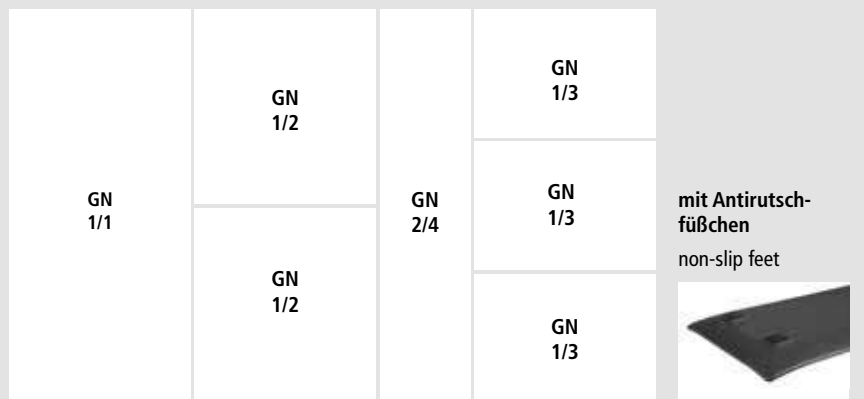 GN
1/1
GN
1/2
GN
1/2
GN
2/4
GN
1/3
GN
1/3
GN
1/3
mit Antirutsch-
füßchen
non-slip feet